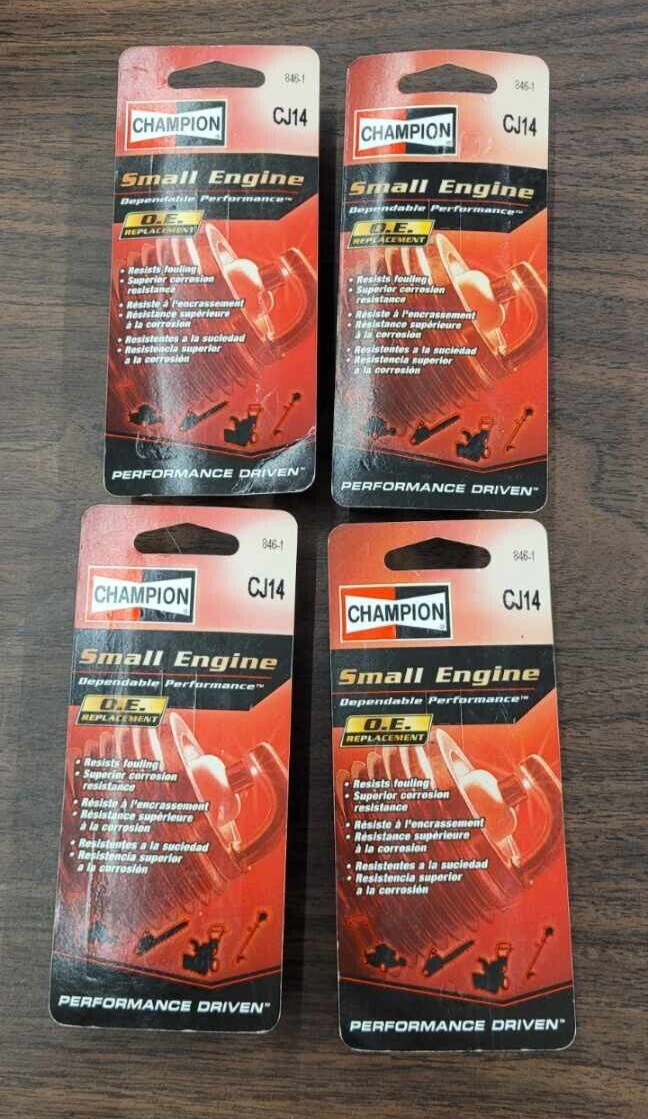 846-1
CHAMPION
CJ14
Small Engine
Dependable Performance™
O.E.
REPLACEMENT
• Resists fouling
• Superior corrosion
resistance
• Résiste à l'encrassement
• Résistance supérieure
à la corrosion
• Resistentes a la suciedad
• Resistencia superior
a la corrosión
PERFORMANCE DRIVEN™
846-1
CHAMPION
CJ14
Small Engine
Dependable Performance™
O.E.
REPLACEMENT
• Resists fouling
• Superior corrosion
resistance
• Résiste à l'encrassement
• Résistance supérieure
à la corrosion
• Resistentes a la suciedad
• Resistencia superior
a la corrosión
PERFORMANCE DRIVEN™
846-1
CHAMPION
CJ14
Small Engine
Dependable Performance™
O.E.
REPLACEMENT
• Resists fouling
• Superior corrosion
resistance
• Résiste à l'encrassement
• Résistance supérieure
à la corrosion
• Resistentes a la suciedad
• Resistencia superior
a la corrosión
PERFORMANCE DRIVEN™
846-1
CHAMPION
CJ14
Small Engine
Dependable Performance™
O.E.
REPLACEMENT
• Resists fouling
• Superior corrosion
resistance
• Résiste à l'encrassement
• Résistance supérieure
à la corrosion
• Resistentes a la suciedad
• Resistencia superior
a la corrosión
PERFORMANCE DRIVEN™